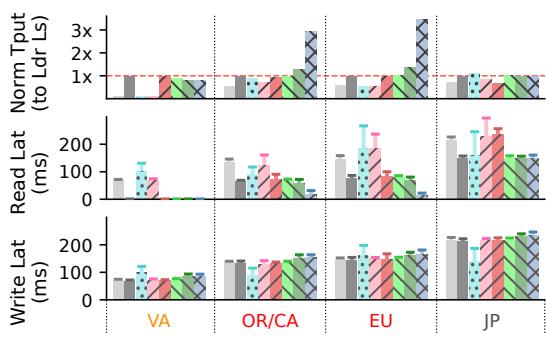 Norm Tput
(to Ldr Ls)
3x
2x
1x
Read Lat
(ms)
200
100
0
Write Lat
(ms)
200
100
0
VA OR/CA EU JP